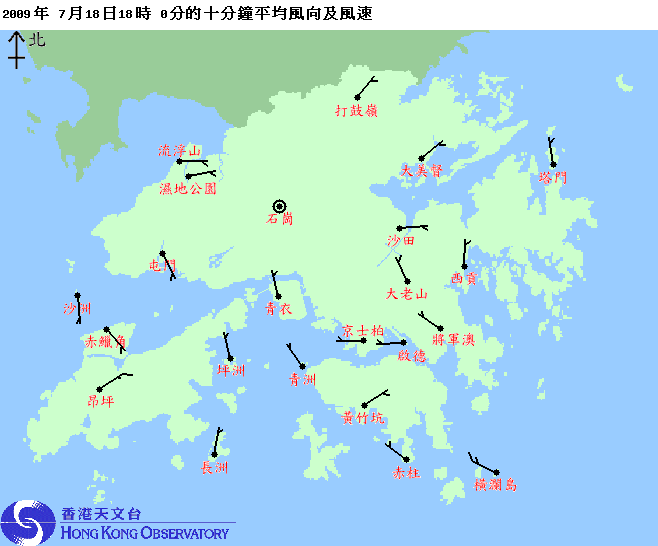 2009年 7月18日18時 0分的十分鐘平均風向及風速
北
打鼓嶺
流浮山
大美督
塔門
濕地公園
石崗
沙田
屯門
西貢
大老山
沙洲
青衣
京士柏
將軍澳
赤鱲角
啟德
坪洲
青洲
昂坪
黃竹坑
長洲
赤柱
橫瀾島
香港天文台
HONG KONG OBSERVATORY